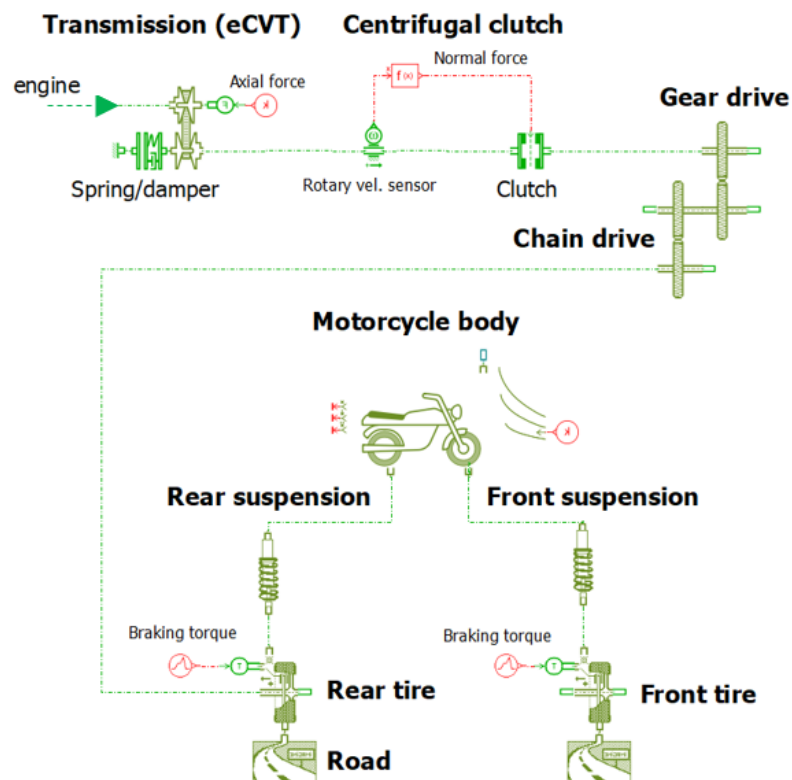 Transmission (eCVT)
Centrifugal clutch
engine
Axial force
f(x)
Normal force
Gear drive
Spring/damper
Rotary vel. sensor
Clutch
Chain drive
Motorcycle body
Rear suspension
Front suspension
Braking torque
Braking torque
T
T
Rear tire
Front tire
Road